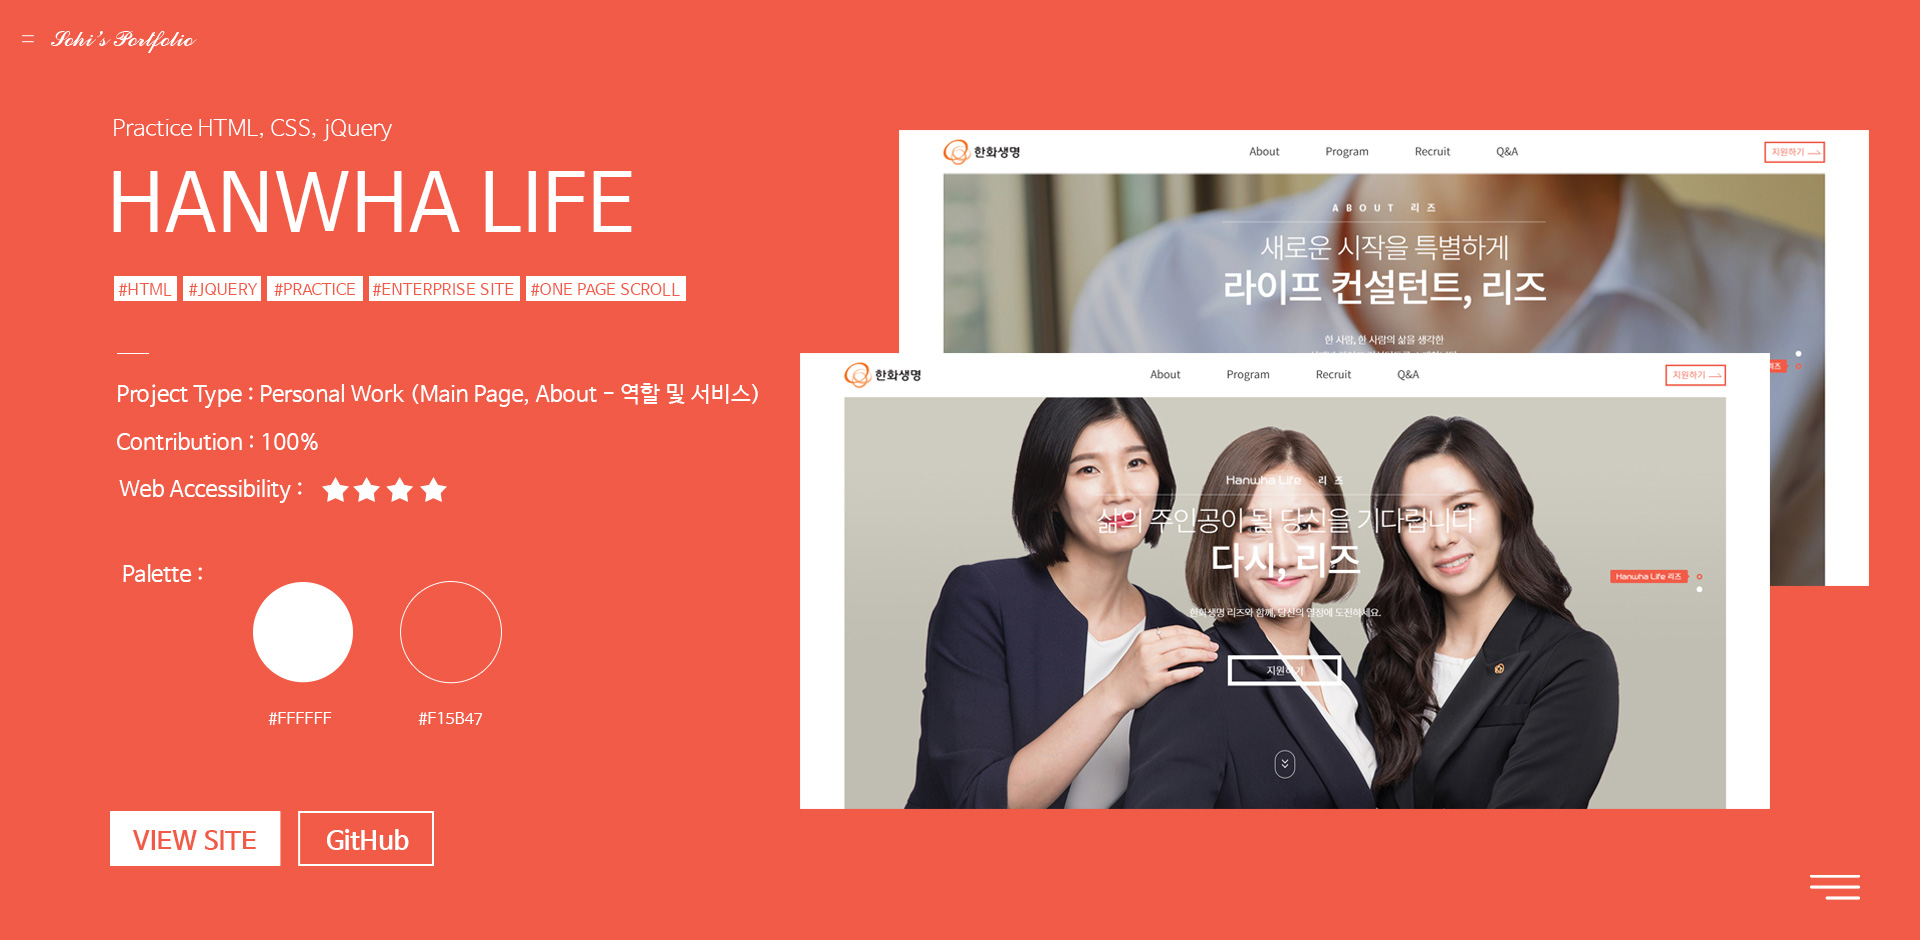 Sohi's Portfolio
Practice HTML, CSS, jQuery
HANWHA LIFE
#HTML #JQUERY #PRACTICE #ENTERPRISE SITE #ONE PAGE SCROLL
Project Type : Personal Work (Main Page, About - 역할 및 서비스)
Contribution : 100%
Web Accessibility :
Palette :
#FFFFFF #F15B47
VIEW SITE GitHub
한화생명 About Program Recruit Q&A 지원하기
ABOUT 리즈
새로운 시작을 특별하게
라이프 컨설턴트, 리즈
한 사람, 한 사람의 삶을 생각한
리즈
한화생명 About Program Recruit Q&A 지원하기
Hanwha Life 리즈
삶의 주인공이 될 당신을 기다립니다
다시, 리즈
Hanwha Life 리즈
한화생명 리즈와 함께, 당신의 열정에 도전하세요.
지원하기